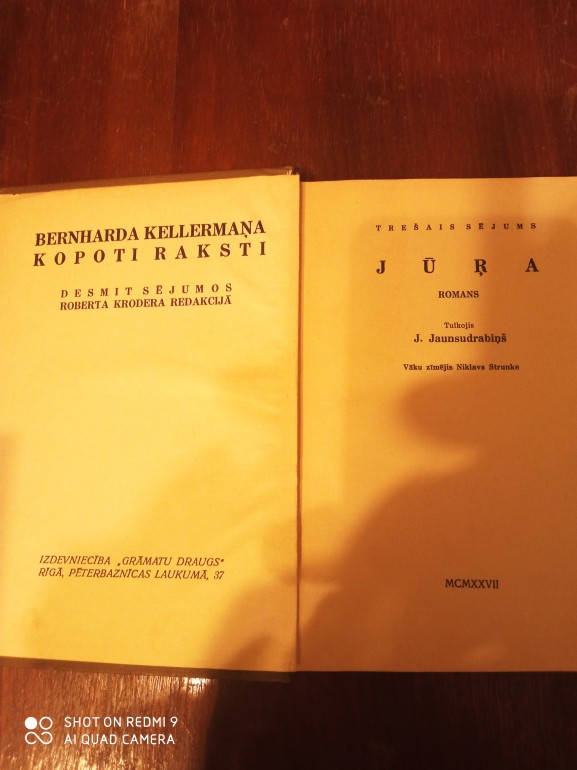 BERNHARDA KELLERMAŅA
KOPOTI RAKSTI
DESMIT SĒJUMOS
ROBERTA KRODERA REDAKCIJĀ
IZDEVNIECĪBA „GRĀMATU DRAUGS"
RĪGĀ, PĒTERBAZNĪCAS LAUKUMĀ, 37
TREŠAIS SĒJUMS
JŪŖA
ROMANS
Tulkojis
J. Jaunsudrabiņš
Vāku zīmējis Niklavs Strunke
MCMXXVII
SHOT ON REDMI 9
AI QUAD CAMERA